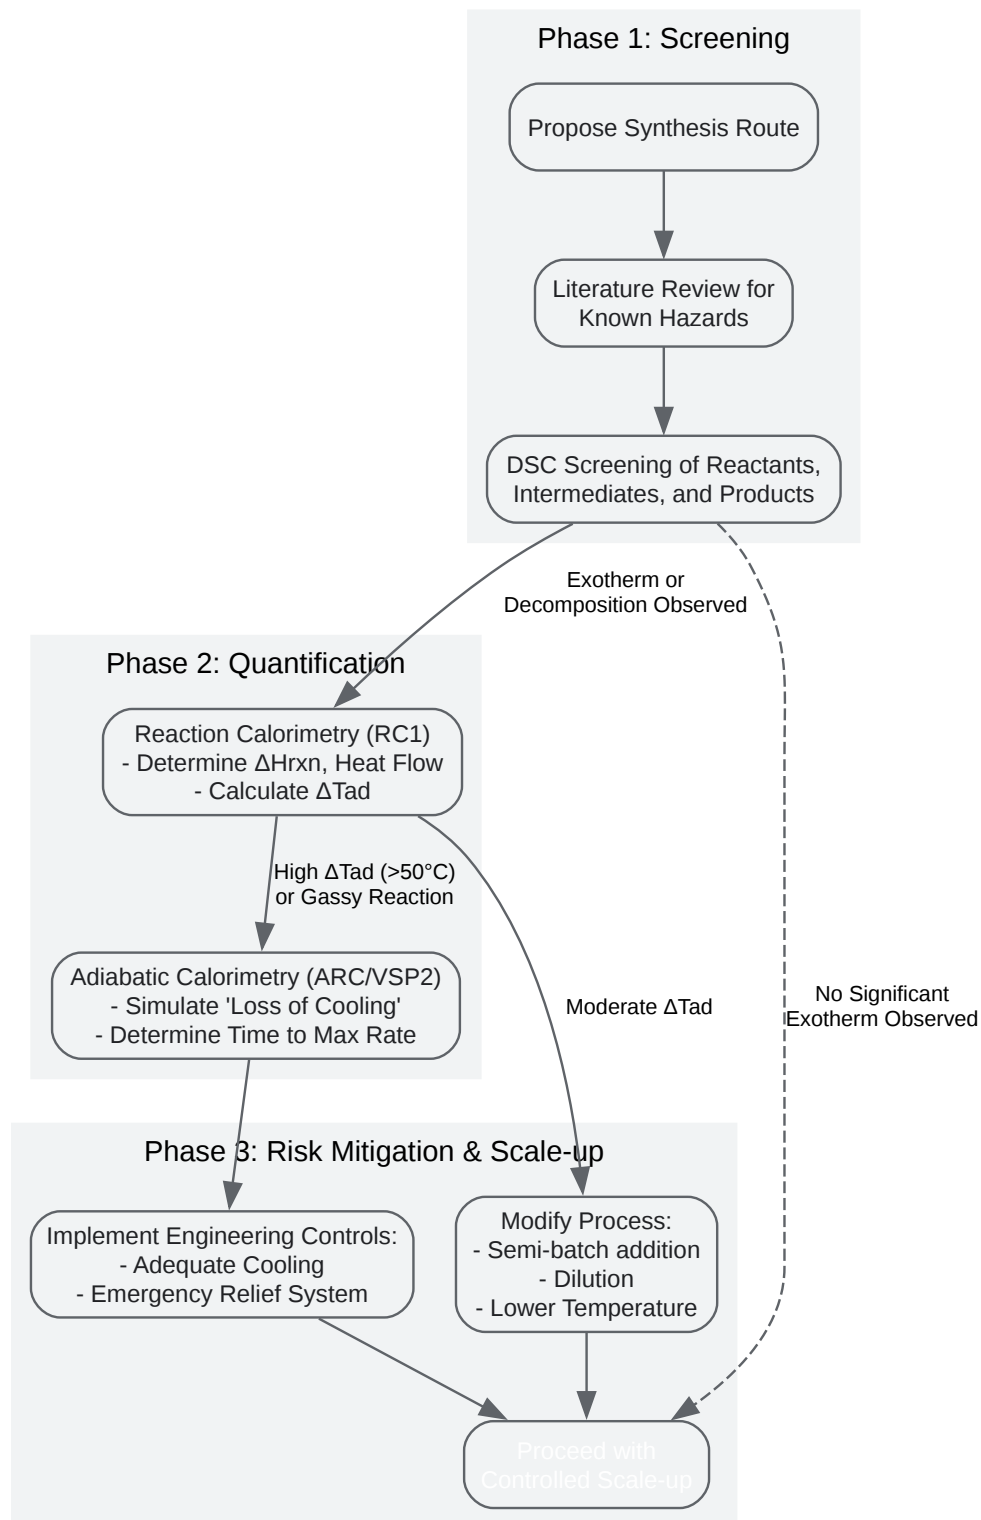 Phase 1: Screening
Propose Synthesis Route
Literature Review for
Known Hazards
DSC Screening of Reactants,
Intermediates, and Products
Exotherm or
Decomposition Observed
Phase 2: Quantification
Reaction Calorimetry (RC1)
- Determine ΔHrxn, Heat Flow
- Calculate ΔTad
High ΔTad (>50°C)
or Gassy Reaction
Adiabatic Calorimetry (ARC/VSP2)
- Simulate 'Loss of Cooling'
- Determine Time to Max Rate
Moderate ΔTad
No Significant
Exotherm Observed
Phase 3: Risk Mitigation & Scale-up
Implement Engineering Controls:
- Adequate Cooling
- Emergency Relief System
Modify Process:
- Semi-batch addition
- Dilution
- Lower Temperature
Proceed with
Controlled Scale-up